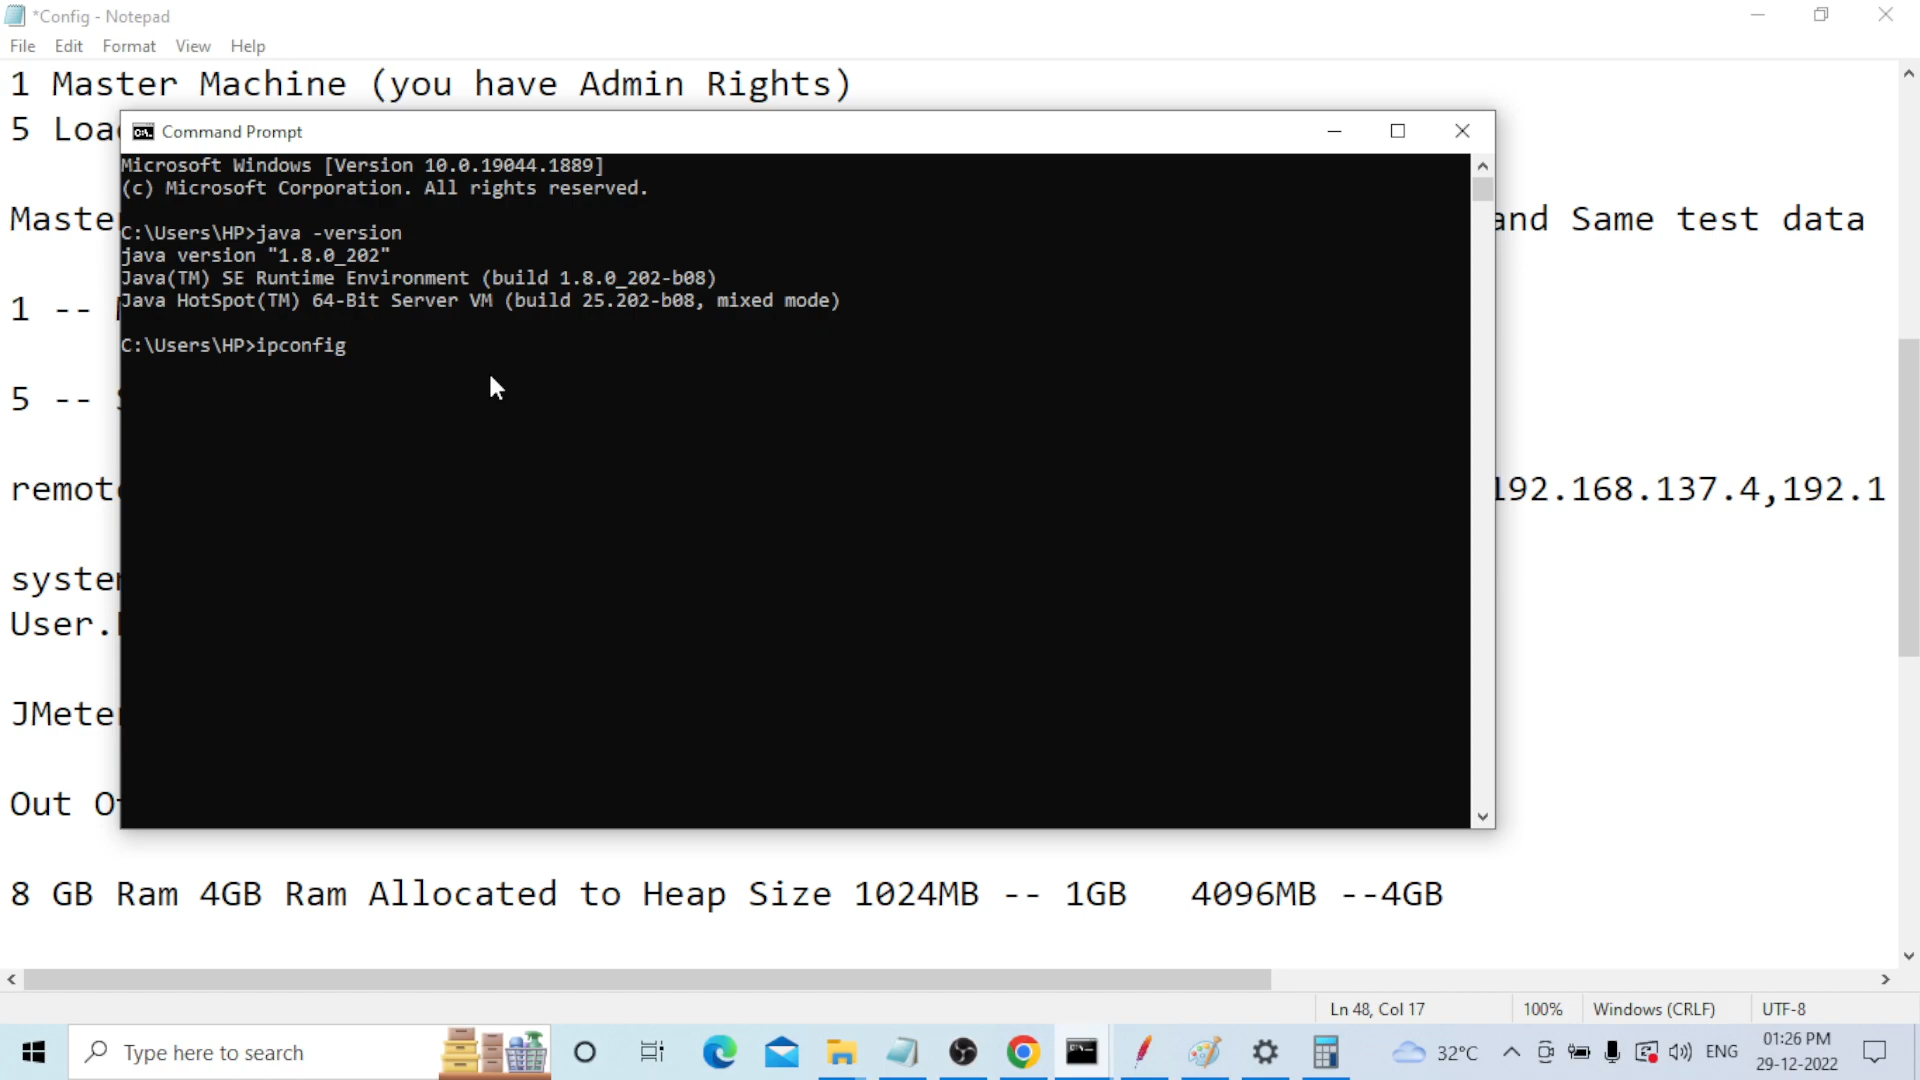 *Config - Notepad
File Edit Format View Help
1 Master Machine (you have Admin Rights)
5 Loa
Command Prompt
Microsoft Windows [Version 10.0.19044.1889]
(c) Microsoft Corporation. All rights reserved.
Maste
and Same test data
C:\Users\HP>java -version
java version "1.8.0_202"
Java(TM) SE Runtime Environment (build 1.8.0_202-b08)
Java HotSpot(TM) 64-Bit Server VM (build 25.202-b08, mixed mode)
1 --
C:\Users\HP>ipconfig
5 --
remote
192.168.137.4,192.1
system
User.
JMeter
Out Of
8 GB Ram 4GB Ram Allocated to Heap Size 1024MB -- 1GB 4096MB --4GB
Ln 48, Col 17 100% Windows (CRLF) UTF-8
Type here to search
32°C
ENG
01:26 PM
29-12-2022